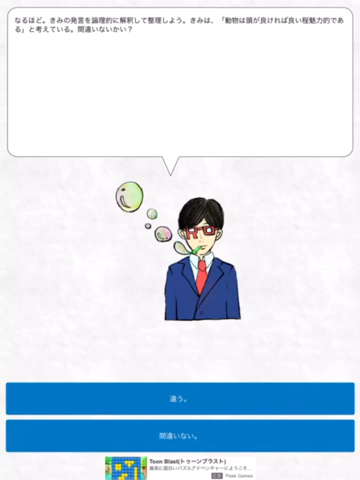 なるほど。きみの発言を論理的に解釈して整理しよう。きみは、「動物は頭が良ければ良い程魅力的であ
る」と考えている。間違いないかい？
違う。
間違いない。
Toon Blast(トゥーンブラスト)
最高に面白いパズルアドベンチャーにようこそ...
Peak Games